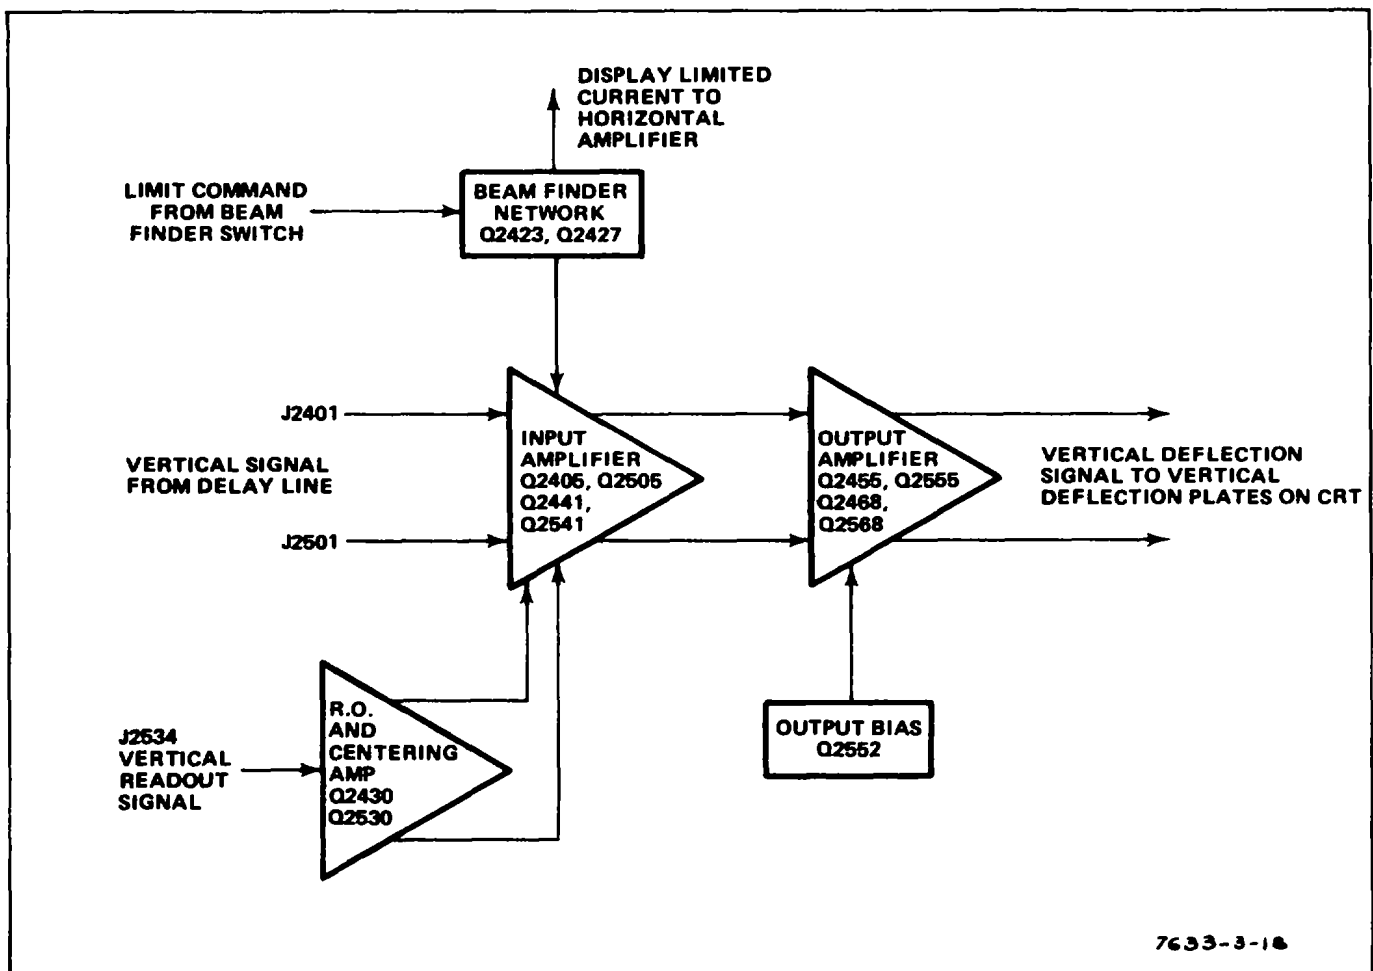 DISPLAY LIMITED
CURRENT TO
HORIZONTAL
AMPLIFIER
LIMIT COMMAND
FROM BEAM
FINDER SWITCH
BEAM FINDER
NETWORK
Q2423, Q2427
J2401
VERTICAL SIGNAL
FROM DELAY LINE
J2501
INPUT
AMPLIFIER
Q2405, Q2505
Q2441,
Q2541
OUTPUT
AMPLIFIER
Q2455, Q2555
Q2468,
Q2568
VERTICAL DEFLECTION
SIGNAL TO VERTICAL
DEFLECTION PLATES ON CRT
J2534
VERTICAL
READOUT
SIGNAL
R.O.
AND
CENTERING
AMP
Q2430
Q2530
OUTPUT BIAS
Q2552
7633-3-18